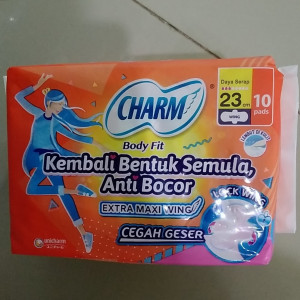 CHARM
Body Fit
Kembali Bentuk Semula,
Anti Bocor
EXTRA MAXI WING
CEGAH GESER
Daya Serap
23 cm
WING
10
pads
LOCK WING
unicharm